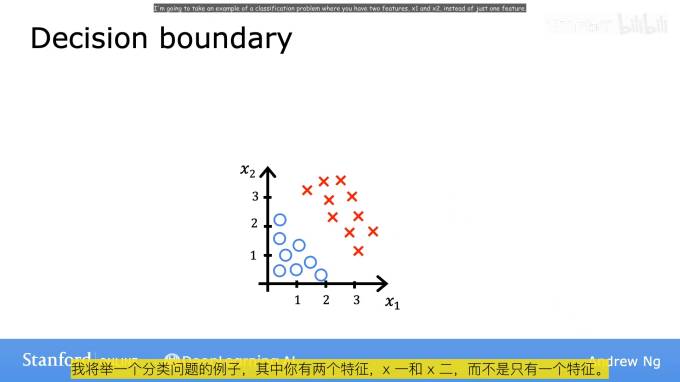 I'm going to take an example of a classification problem where you have two features, x1 and x2, instead of just one feature.
bilibili
Decision boundary
x₂
3
2
1
1 2 3 x₁
Stanford Andrew Ng
我将举一个分类问题的例子，其中你有两个特征，x 一和 x 二，而不是只有一个特征。